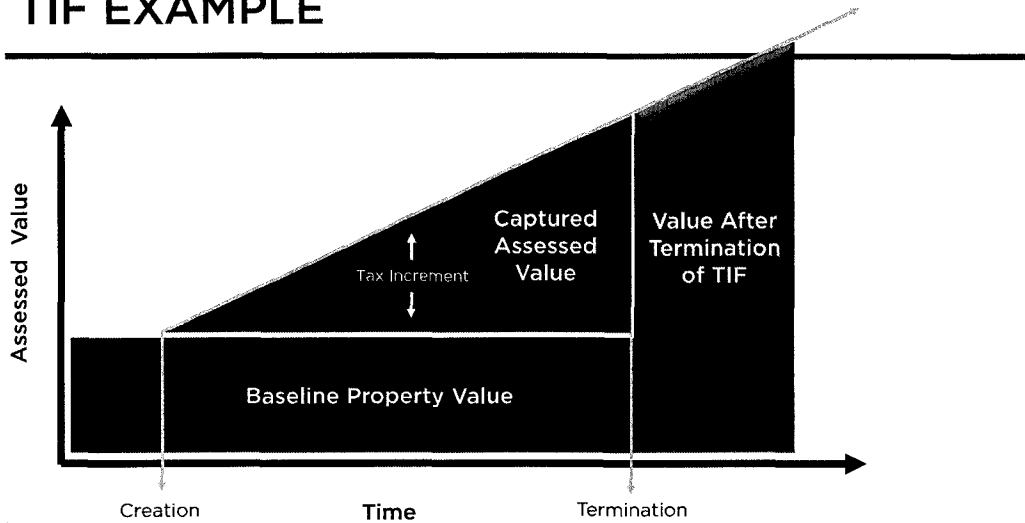 TIF EXAMPLE
Assessed Value
Captured
Assessed
Value
Tax Increment
Value After
Termination
of TIF
Baseline Property Value
Creation
Time
Termination